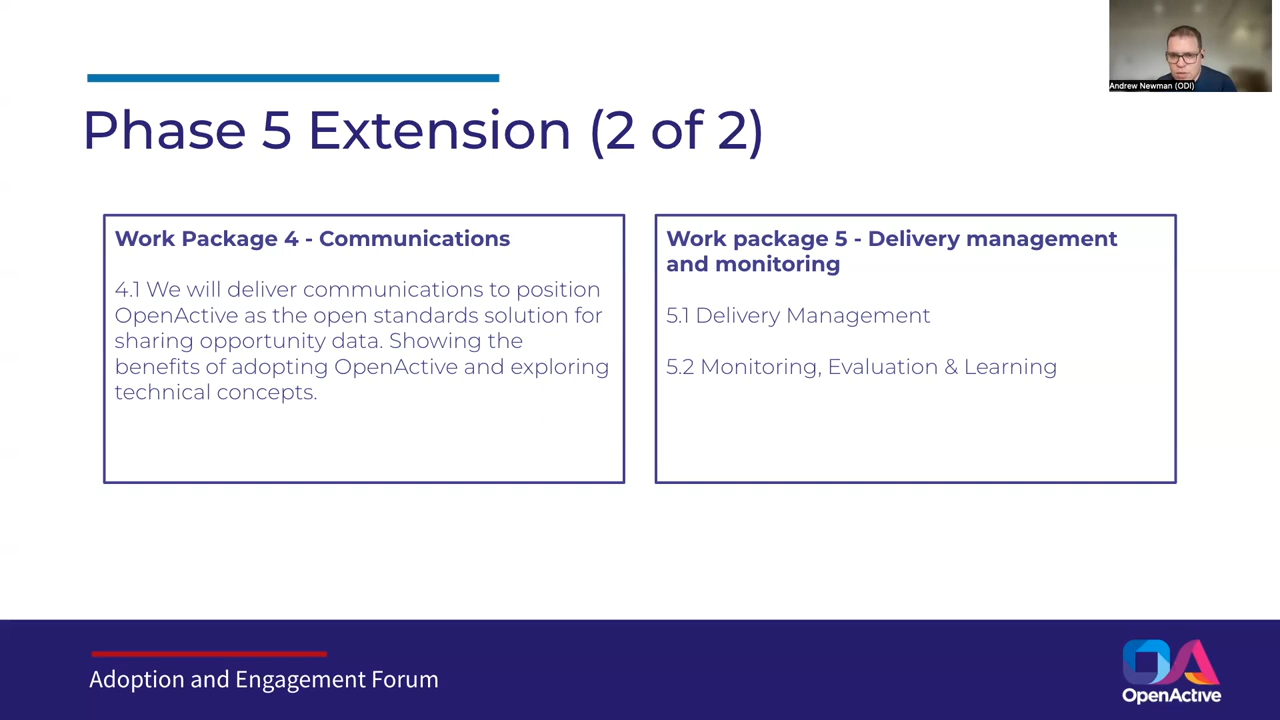 Andrew Newman (ODI)
Phase 5 Extension (2 of 2)
Work Package 4 - Communications
4.1 We will deliver communications to position
OpenActive as the open standards solution for
sharing opportunity data. Showing the
benefits of adopting OpenActive and exploring
technical concepts.
Work package 5 - Delivery management
and monitoring
5.1 Delivery Management
5.2 Monitoring, Evaluation & Learning
Adoption and Engagement Forum
OpenActive